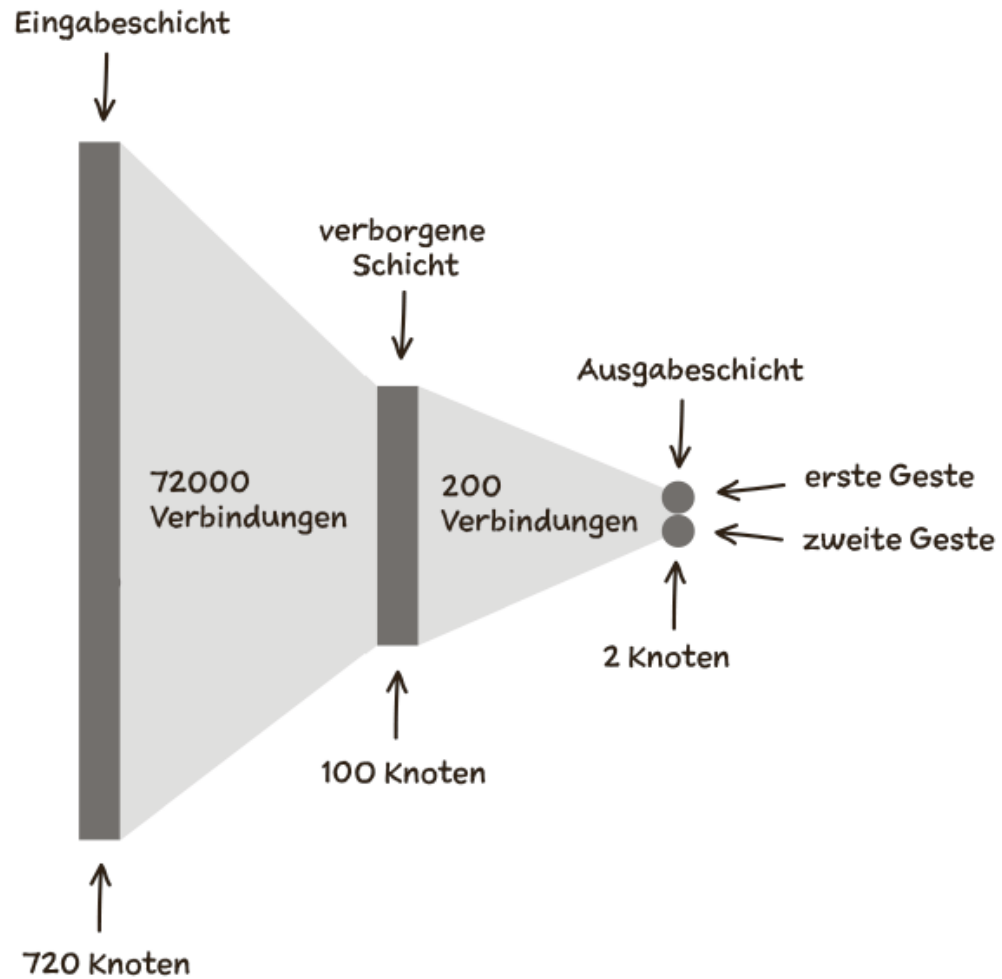 Eingabeschicht
verborgene
Schicht
Ausgabeschicht
72000
Verbindungen
200
Verbindungen
erste Geste
zweite Geste
2 Knoten
100 Knoten
720 Knoten